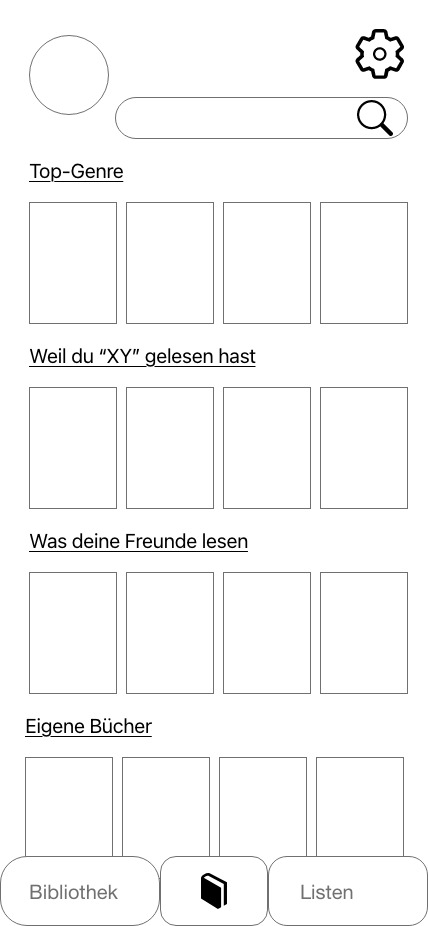 Top-Genre
Weil du “XY” gelesen hast
Was deine Freunde lesen
Eigene Bücher
Bibliothek
Listen